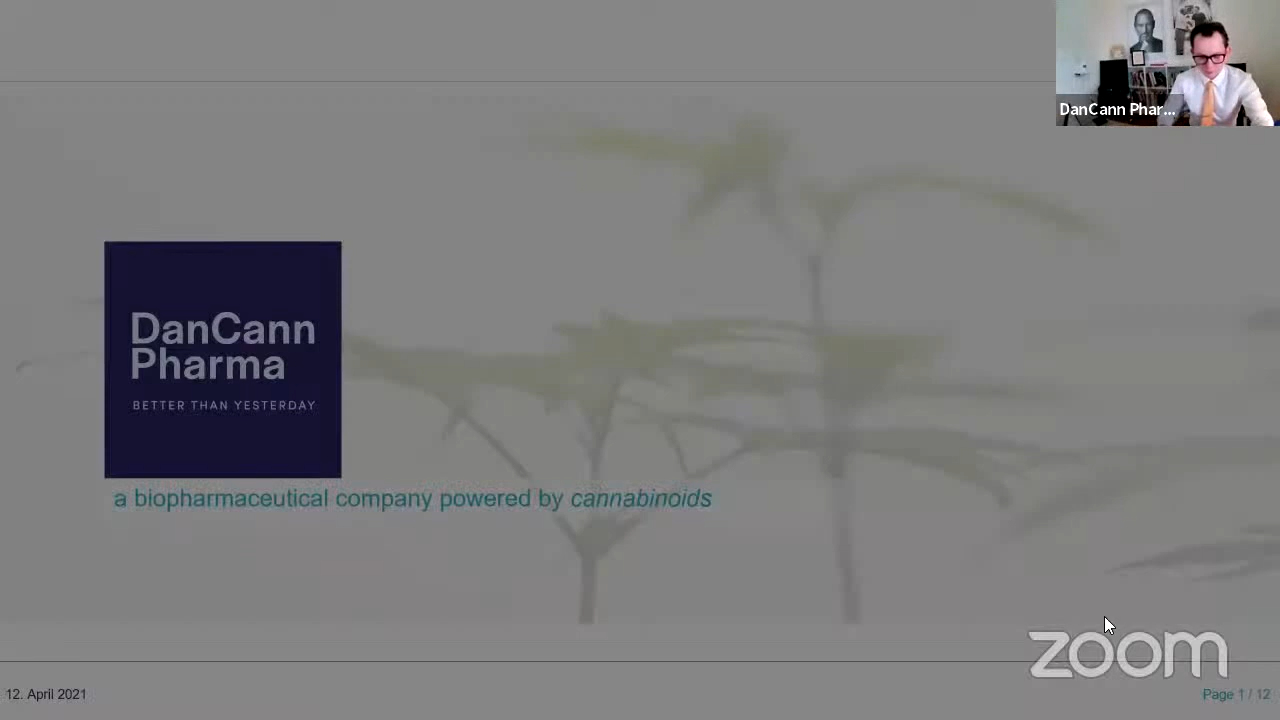 DanCann Phar...
DanCann
Pharma
BETTER THAN YESTERDAY
a biopharmaceutical company powered by cannabinoids
zoom
12. April 2021
Page 1 / 12